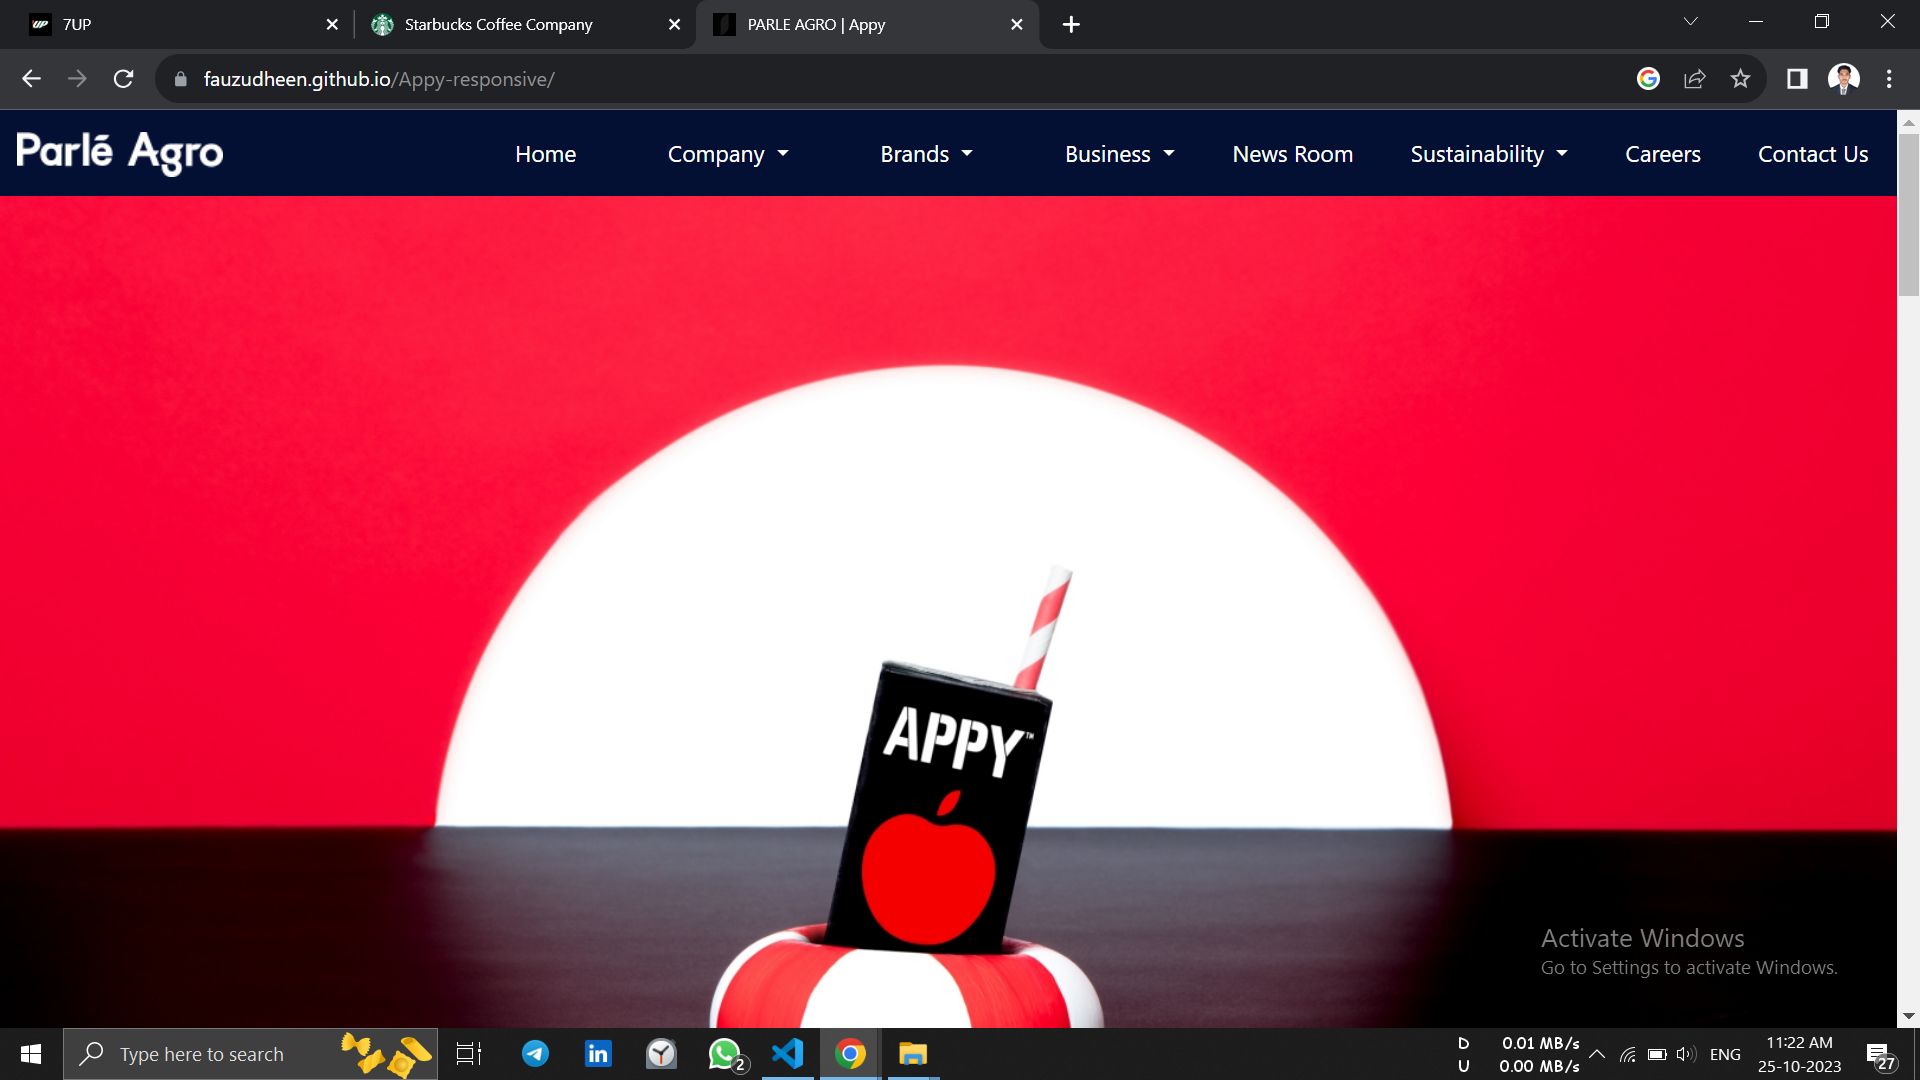 7UP
Starbucks Coffee Company
PARLE AGRO | Appy
fauzudheen.github.io/Appy-responsive/
Parlé Agro
Home
Company
Brands
Business
News Room
Sustainability
Careers
Contact Us
APPY™
Activate Windows
Go to Settings to activate Windows.
Type here to search
2
D 0.01 MB/s
U 0.00 MB/s
ENG
11:22 AM
25-10-2023
27